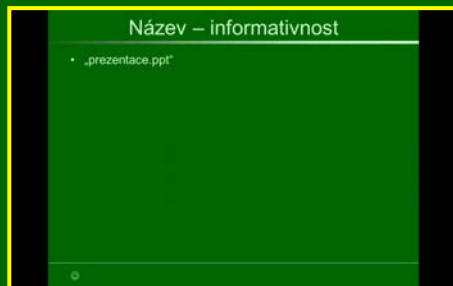 Název – informativnost
• „prezentace.ppt"
☺